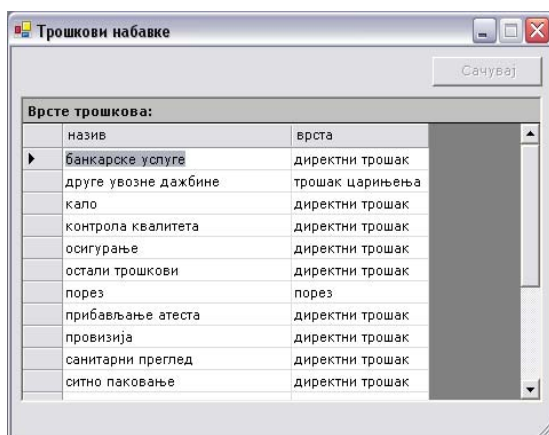 Трошкови набавке
Сачувај
Врсте трошкова:
назив врста
банкарске услуге директни трошак
друге увозне дажбине трошак царињења
кало директни трошак
контрола квалитета директни трошак
осигурање директни трошак
остали трошкови директни трошак
порез порез
прибављање атеста директни трошак
провизија директни трошак
санитарни преглед директни трошак
ситно паковање директни трошак